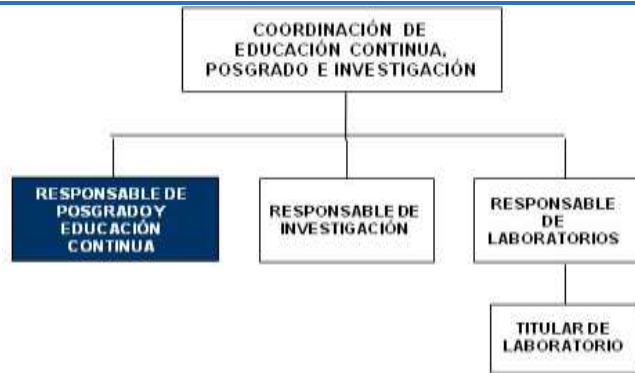 COORDINACIÓN DE
EDUCACIÓN CONTINUA,
POSGRADO E INVESTIGACIÓN
RESPONSABLE DE
POSGRADO Y
EDUCACIÓN
CONTINUA
RESPONSABLE DE
INVESTIGACIÓN
RESPONSABLE
DE
LABORATORIOS
TITULAR DE
LABORATORIO